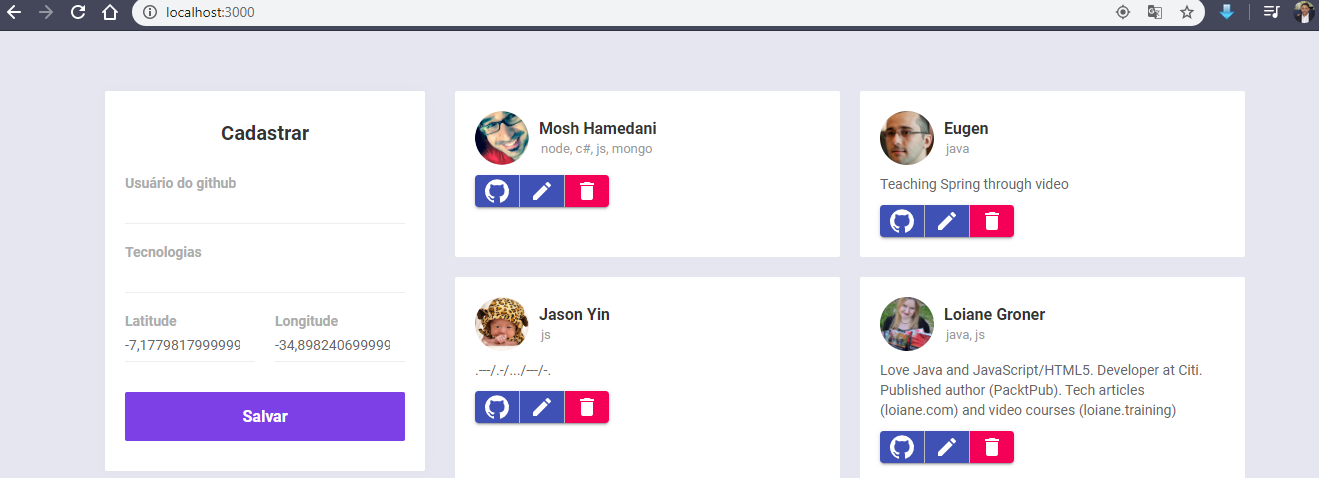 localhost:3000
Cadastrar
Usuário do github
Tecnologias
Latitude
Longitude
-7,1779817999999
-34,898240699999
Salvar
Mosh Hamedani
node, c#, js, mongo
Eugen
java
Teaching Spring through video
Jason Yin
js
.---/.-/.../---/-.
Loiane Groner
java, js
Love Java and JavaScript/HTML5. Developer at Citi.
Published author (PacktPub). Tech articles
(loiane.com) and video courses (loiane.training)